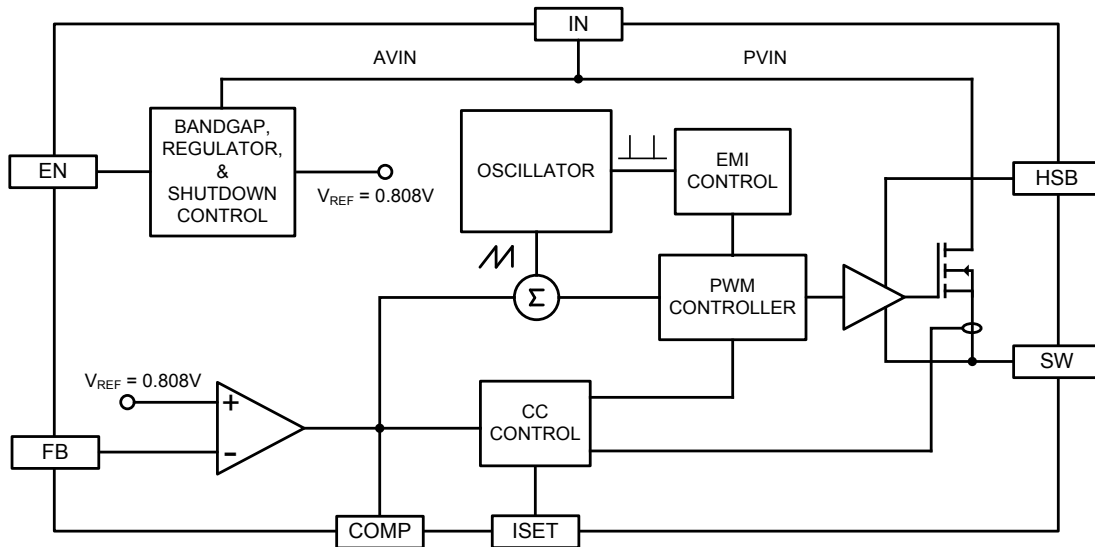 IN
AVIN
PVIN
BANDGAP,
REGULATOR,
&
SHUTDOWN
CONTROL
EN
VREF = 0.808V
OSCILLATOR
EMI
CONTROL
HSB
Σ
PWM
CONTROLLER
SW
VREF = 0.808V
+
-
FB
CC
CONTROL
COMP
ISET